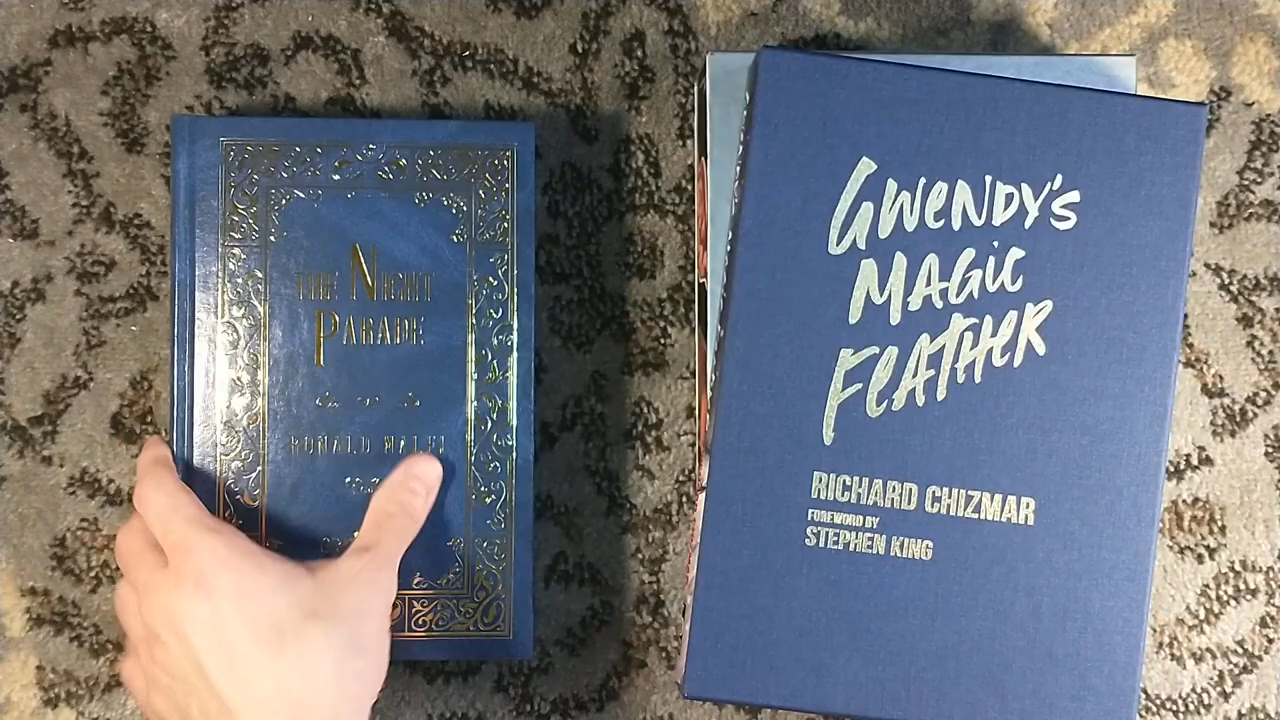 THE NIGHT
PARADE
RONALD MALFI
GWENDY'S
MAGIC
FEATHER
RICHARD CHIZMAR
FOREWORD BY
STEPHEN KING